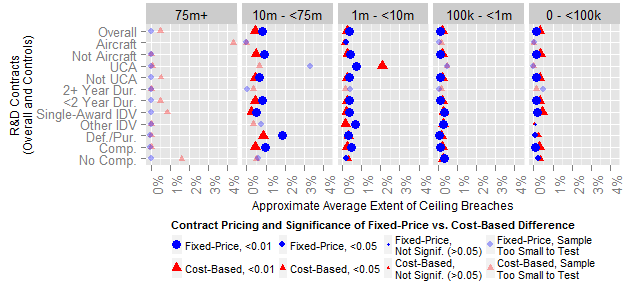 75m+ 10m - <75m 1m - <10m 100k - <1m 0 - <100k
R&D Contracts
(Overall and Controls)
Overall
Aircraft
Not Aircraft
UCA
Not UCA
2+ Year Dur.
<2 Year Dur.
Single-Award IDV
Other IDV
Def./Pur.
Comp.
No Comp.
0% 1% 2% 3% 4% 0% 1% 2% 3% 4% 0% 1% 2% 3% 4% 0% 1% 2% 3% 4% 0% 1% 2% 3% 4%
Approximate Average Extent of Ceiling Breaches
Contract Pricing and Significance of Fixed-Price vs. Cost-Based Difference
Fixed-Price, <0.01
Cost-Based, <0.01
Fixed-Price, <0.05
Cost-Based, <0.05
Fixed-Price,
Not Signif. (>0.05)
Cost-Based,
Not Signif. (>0.05)
Fixed-Price, Sample
Too Small to Test
Cost-Based, Sample
Too Small to Test